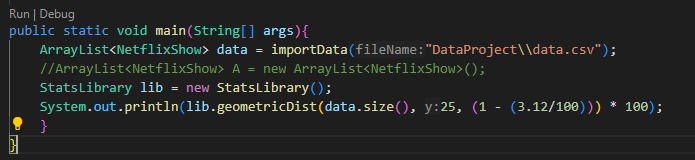 Run | Debug
public static void main(String[] args){
ArrayList<NetflixShow> data = importData(fileName:"DataProject\\data.csv");
//ArrayList<NetflixShow> A = new ArrayList<NetflixShow>();
StatsLibrary lib = new StatsLibrary();
System.out.println(lib.geometricDist(data.size(), y:25, (1 - (3.12/100))) * 100);
}
}